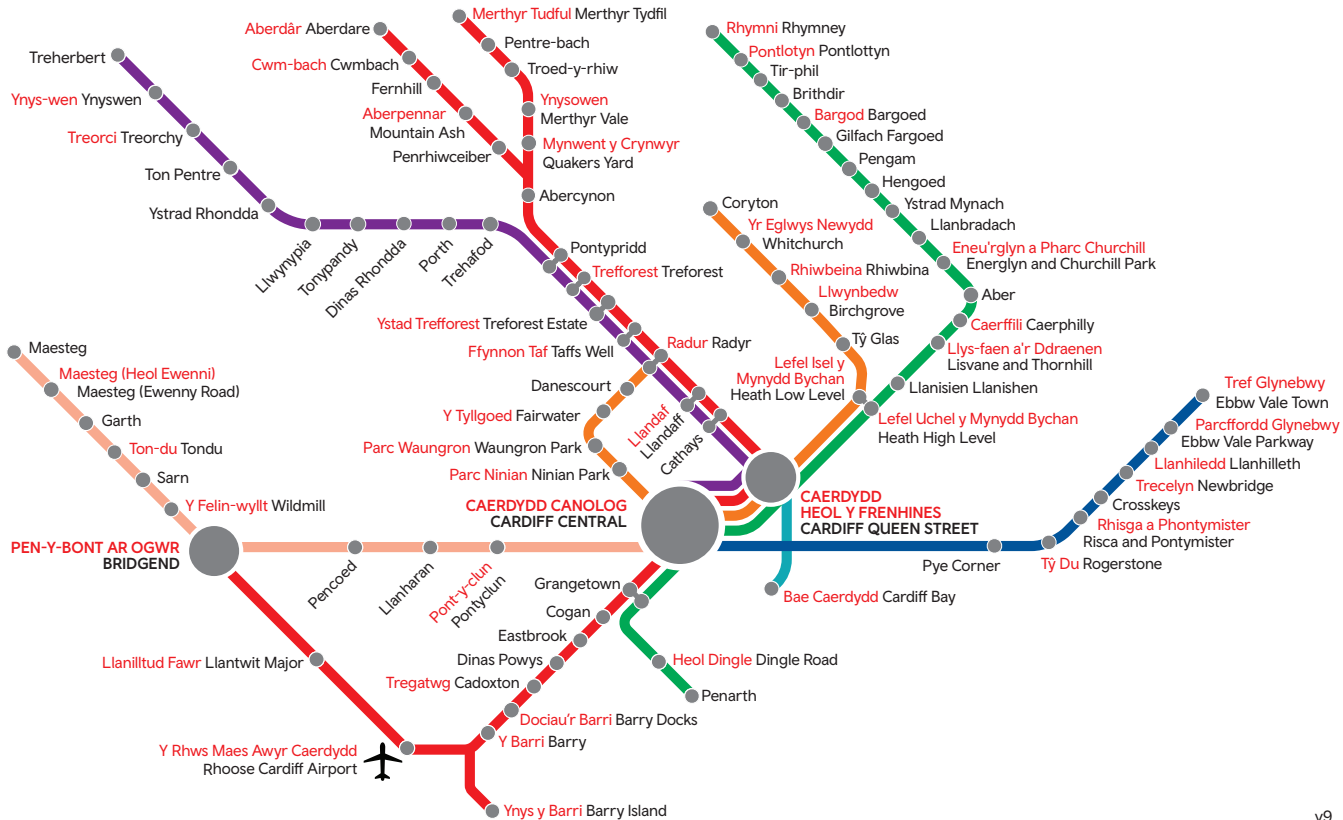 Treherbert
Ynys-wen Ynyswen
Treorci Treorchy
Ton Pentre
Ystrad Rhondda
Llwynypia
Tonypandy
Dinas Rhondda
Porth
Trehafod
Aberdâr Aberdare
Cwm-bach Cwmbach
Fernhill
Aberpennar
Mountain Ash
Penrhiwceiber
Merthyr Tudful Merthyr Tydfil
Pentre-bach
Troed-y-rhiw
Ynysowen
Merthyr Vale
Mynwent y Crynwyr
Quakers Yard
Abercynon
Pontypridd
Trefforest Treforest
Ystad Trefforest Treforest Estate
Ffynnon Taf Taffs Well
Radur Radyr
Danescourt
Y Tyllgoed Fairwater
Parc Waungron Waungron Park
Parc Ninian Ninian Park
Llandaf
Llandaff
Cathays
Coryton
Yr Eglwys Newydd
Whitchurch
Rhiwbeina Rhiwbina
Llwynbedw
Birchgrove
Tŷ Glas
Lefel Isel y
Mynydd Bychan
Heath Low Level
Rhymni Rhymney
Pontlotyn Pontlottyn
Tir-phil
Brithdir
Bargod Bargoed
Gilfach Fargoed
Pengam
Hengoed
Ystrad Mynach
Llanbradach
Eneu'rglyn a Pharc Churchill
Energlyn and Churchill Park
Aber
Caerffili Caerphilly
Llys-faen a'r Ddraenen
Lisvane and Thornhill
Llanisien Llanishen
Lefel Uchel y Mynydd Bychan
Heath High Level
Tref Glynebwy
Ebbw Vale Town
Parcffordd Glynebwy
Ebbw Vale Parkway
Llanhiledd Llanhilleth
Trecelyn Newbridge
Crosskeys
Rhisga a Phontymister
Risca and Pontymister
Tŷ Du Rogerstone
Pye Corner
CAERDYDD
HEOL Y FRENHINES
CARDIFF QUEEN STREET
CAERDYDD CANOLOG
CARDIFF CENTRAL
Bae Caerdydd Cardiff Bay
Maesteg
Maesteg (Heol Ewenni)
Maesteg (Ewenny Road)
Garth
Ton-du Tondu
Sarn
Y Felin-wyllt Wildmill
PEN-Y-BONT AR OGWR
BRIDGEND
Pencoed
Llanharan
Pont-y-clun
Pontyclun
Grangetown
Cogan
Eastbrook
Dinas Powys
Tregatwg Cadoxton
Dociau'r Barri Barry Docks
Y Barri Barry
Heol Dingle Dingle Road
Penarth
Llanilltud Fawr Llantwit Major
Y Rhws Maes Awyr Caerdydd
Rhoose Cardiff Airport
Ynys y Barri Barry Island
v9